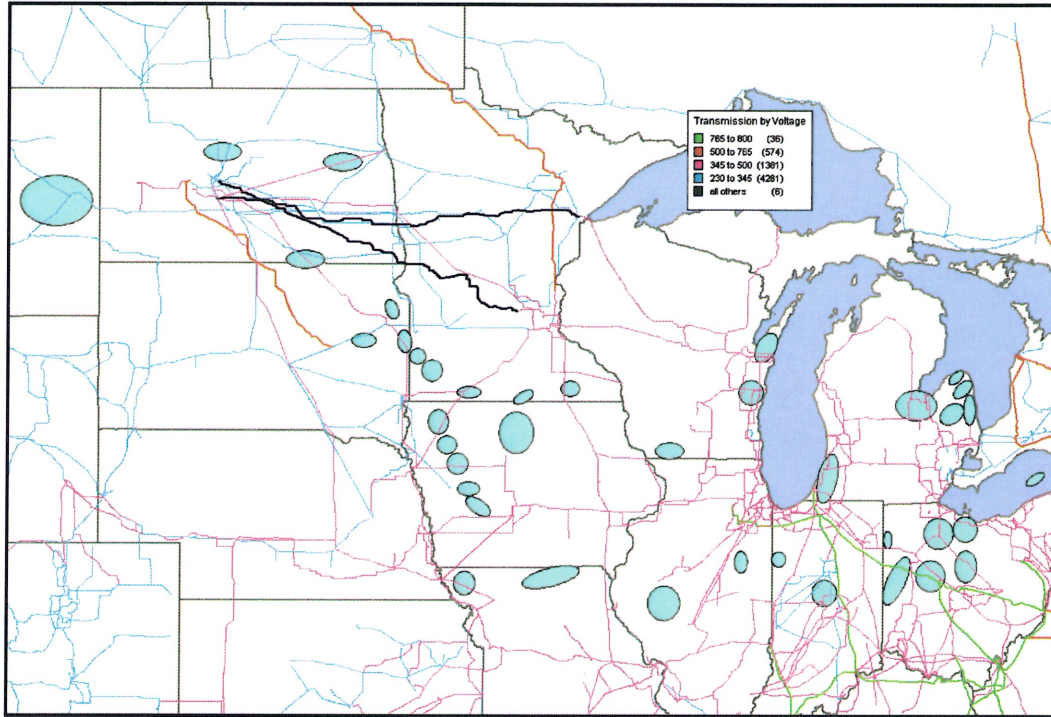 Transmission by Voltage
765 to 800 (36)
500 to 765 (574)
345 to 500 (1381)
230 to 345 (4281)
all others (6)